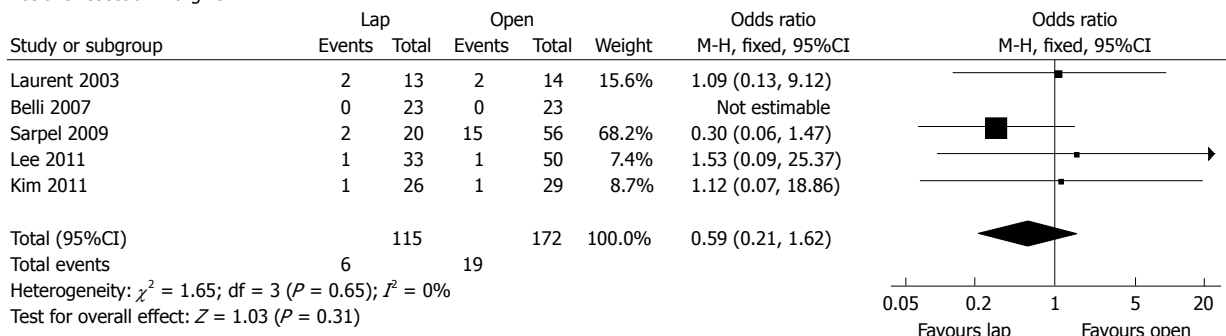 Lap Open Odds ratio Odds ratio
Study or subgroup Events Total Events Total Weight M-H, fixed, 95%CI M-H, fixed, 95%CI
Laurent 2003 2 13 2 14 15.6% 1.09 (0.13, 9.12)
Belli 2007 0 23 0 23 Not estimable
Sarpel 2009 2 20 15 56 68.2% 0.30 (0.06, 1.47)
Lee 2011 1 33 1 50 7.4% 1.53 (0.09, 25.37)
Kim 2011 1 26 1 29 8.7% 1.12 (0.07, 18.86)
Total (95%CI) 115 172 100.0% 0.59 (0.21, 1.62)
Total events 6 19
Heterogeneity: χ² = 1.65; df = 3 (P = 0.65); I² = 0%
Test for overall effect: Z = 1.03 (P = 0.31)
0.05 0.2 1 5 20
Favours lap Favours open